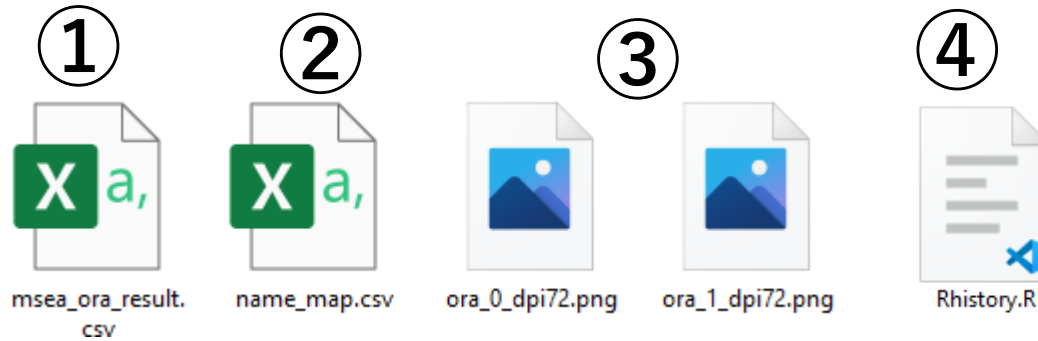 ① ② ③ ④
X a, X a,
msea_ora_result. name_map.csv ora_0_dpi72.png ora_1_dpi72.png Rhistory.R
csv